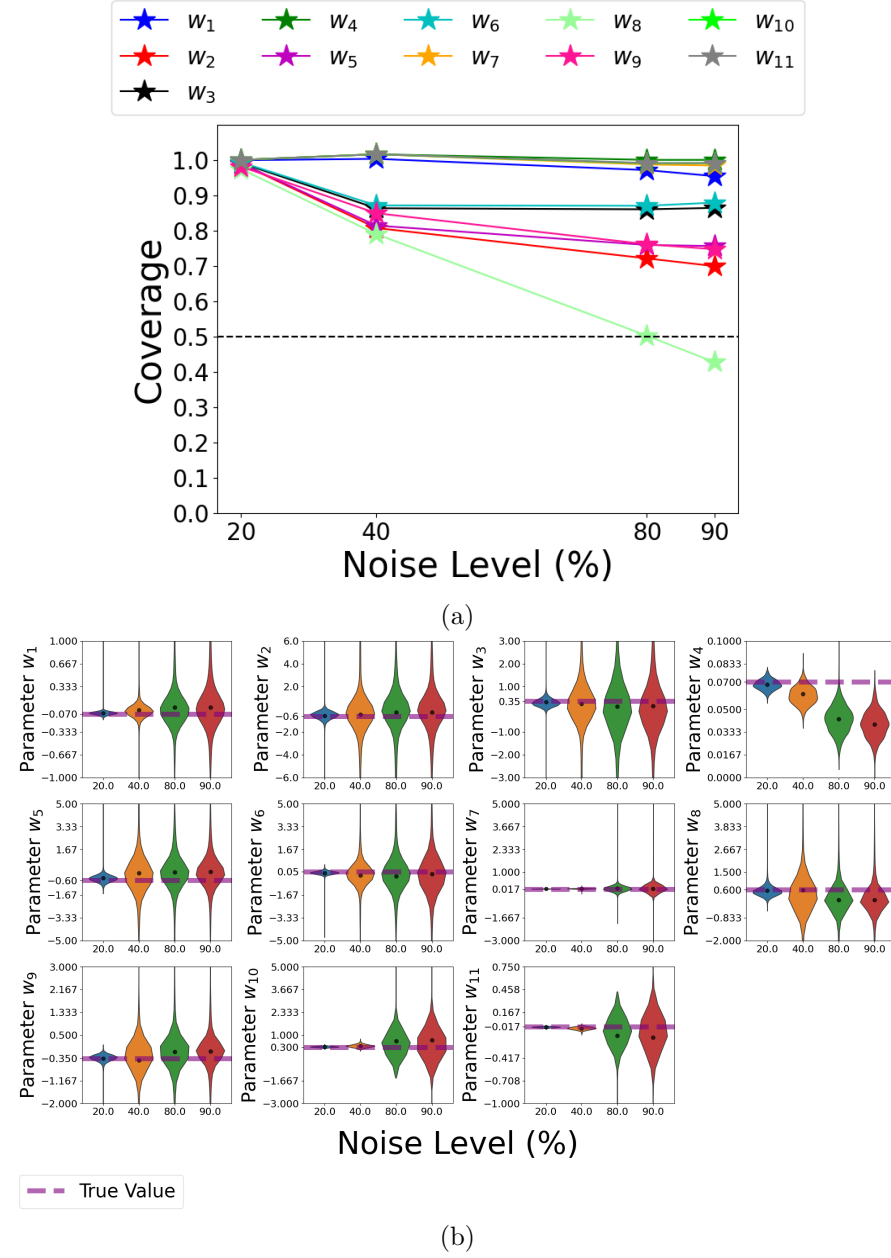 w1 w4 w6 w8 w10
w2 w5 w7 w9 w11
w3
Coverage
1.0
0.9
0.8
0.7
0.6
0.5
0.4
0.3
0.2
0.1
0.0
20 40 80 90
Noise Level (%)
(a)
Parameter w1
1.000
0.667
0.333
−0.070
−0.333
−0.667
−1.000
20.0 40.0 80.0 90.0
Parameter w2
6.0
4.0
2.0
−0.6
−2.0
−4.0
−6.0
20.0 40.0 80.0 90.0
Parameter w3
3.00
2.00
1.00
0.35
−1.00
−2.00
−3.00
20.0 40.0 80.0 90.0
Parameter w4
0.1000
0.0833
0.0700
0.0500
0.0333
0.0167
0.0000
20.0 40.0 80.0 90.0
Parameter w5
5.00
3.33
1.67
−0.60
−1.67
−3.33
−5.00
20.0 40.0 80.0 90.0
Parameter w6
5.00
3.33
1.67
0.05
−1.67
−3.33
−5.00
20.0 40.0 80.0 90.0
Parameter w7
5.000
3.667
2.333
1.000
0.017
−1.667
−3.000
20.0 40.0 80.0 90.0
Parameter w8
5.000
3.833
2.667
1.500
0.600
−0.833
−2.000
20.0 40.0 80.0 90.0
Parameter w9
3.000
2.167
1.333
0.500
−0.350
−1.167
−2.000
20.0 40.0 80.0 90.0
Parameter w10
5.000
3.667
2.333
1.000
0.300
−1.667
−3.000
20.0 40.0 80.0 90.0
Parameter w11
0.750
0.458
0.167
−0.017
−0.417
−0.708
−1.000
20.0 40.0 80.0 90.0
Noise Level (%)
True Value
(b)